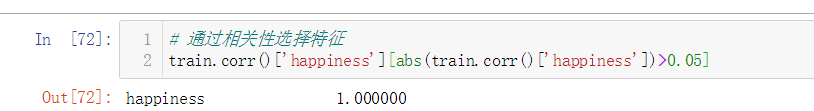 In [72]:
1 # 通过相关性选择特征
2 train.corr()['happiness'][abs(train.corr()['happiness'])>0.05]
Out[72]: happiness 1.000000